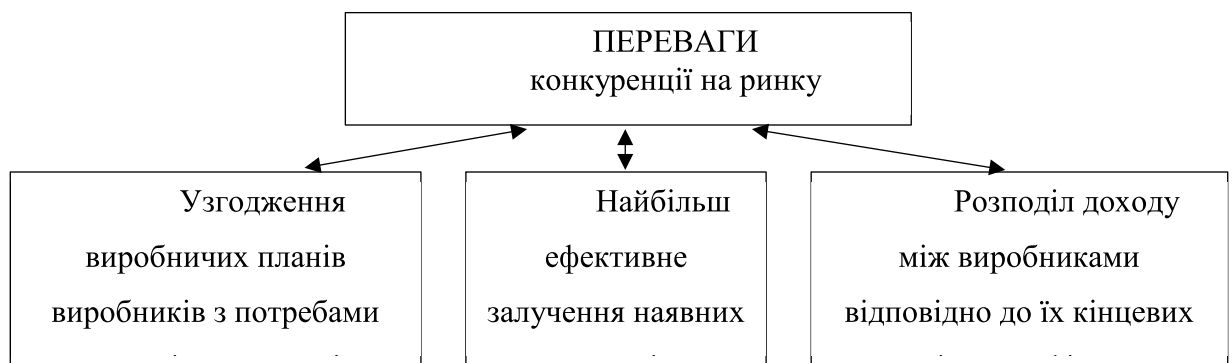 ПЕРЕВАГИ
конкуренції на ринку
Узгодження
виробничих планів
виробників з потребами
Найбільш
ефективне
залучення наявних
Розподіл доходу
між виробниками
відповідно до їх кінцевих